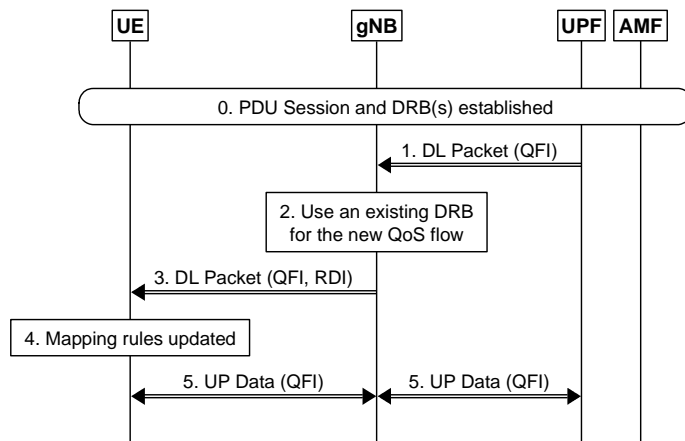 UE gNB UPF AMF
0. PDU Session and DRB(s) established
1. DL Packet (QFI)
2. Use an existing DRB
for the new QoS flow
3. DL Packet (QFI, RDI)
4. Mapping rules updated
5. UP Data (QFI) 5. UP Data (QFI)